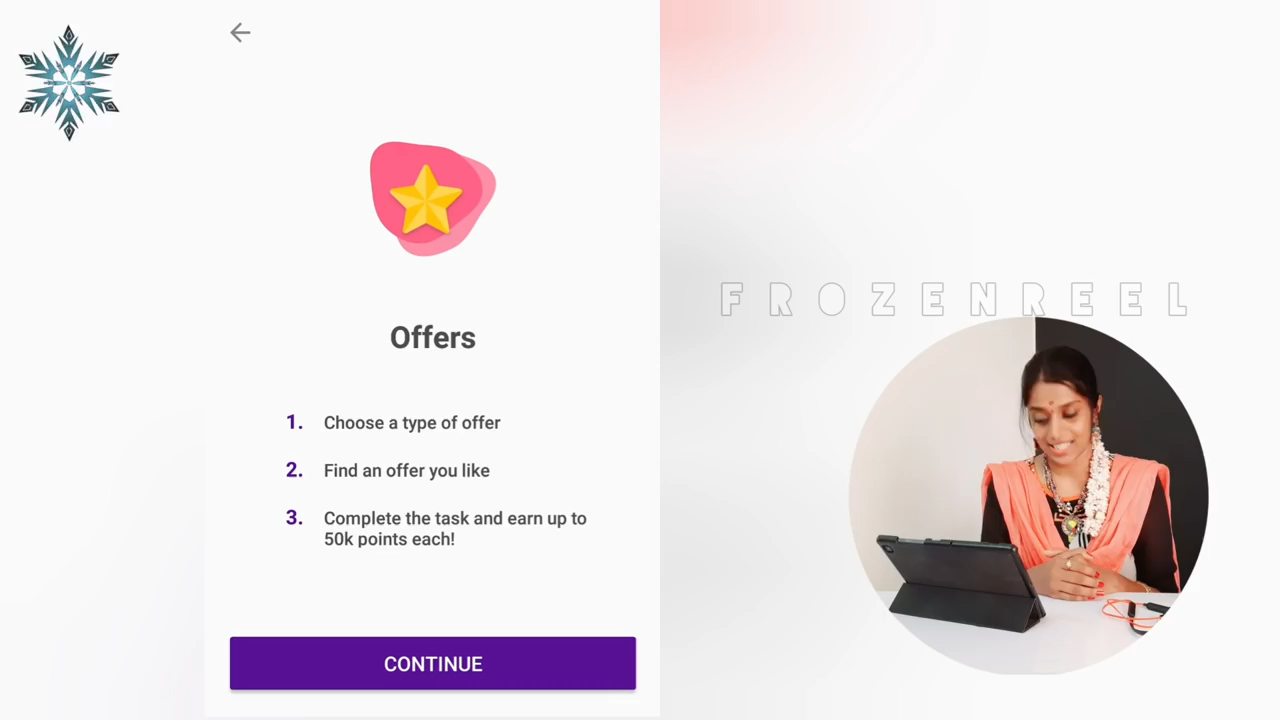 Offers
1. Choose a type of offer
2. Find an offer you like
3. Complete the task and earn up to
50k points each!
CONTINUE
FROZENREEL